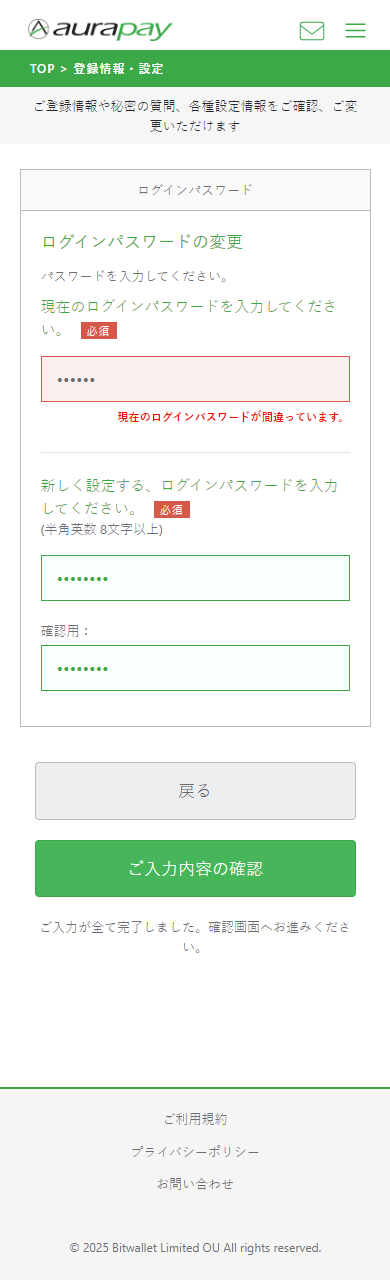 aurapay
TOP > 登録情報・設定
ご登録情報や秘密の質問、各種設定情報をご確認、ご変
更いただけます
ログインパスワード
ログインパスワードの変更
パスワードを入力してください。
現在のログインパスワードを入力してくださ
い。 必須
••••••
現在のログインパスワードが間違っています。
新しく設定する、ログインパスワードを入力
してください。 必須
(半角英数 8文字以上)
••••••••
確認用：
••••••••
戻る
ご入力内容の確認
ご入力が全て完了しました。確認画面へお進みくださ
い。
ご利用規約
プライバシーポリシー
お問い合わせ
© 2025 Bitwallet Limited OU All rights reserved.